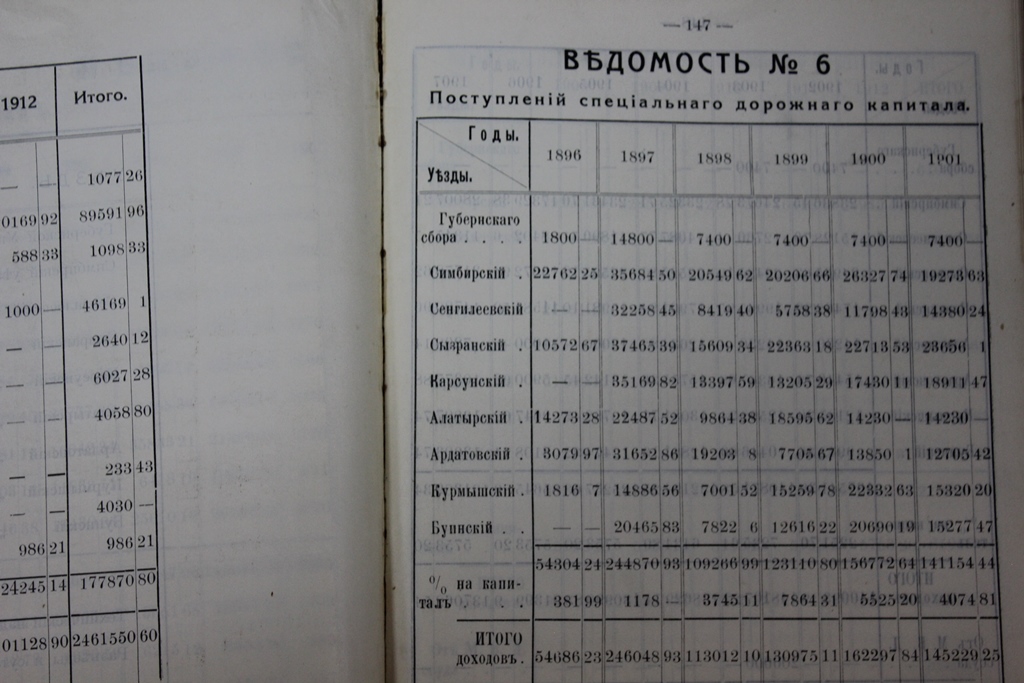 1912 Итого.
— — 1077 26
0169 92 89591 96
588 33 1098 33
1000 — 46169 1
— — 2640 12
— — 6027 28
— — 4058 80
— — 233 43
— — 4030 —
986 21 986 21
24245 14 177870 80
01128 90 2461550 60
— 147 —
ВѢДОМОСТЬ № 6
Поступленій спеціальнаго дорожнаго капитала.
Годы. 1896 1897 1898 1899 1900 1901
Уѣзды.
Губернскаго
сбора . . . . 1800 — 14800 — 7400 — 7400 — 7400 — 7400 —
Симбирскій . 22762 25 35684 50 20549 62 20206 66 26327 74 19273 63
Сенгилеевскій — — 32258 45 8419 40 5758 38 11798 43 14380 24
Сызранскій . 10572 67 37465 39 15609 34 22363 18 22713 53 23656 1
Карсунскій . — — 35169 82 13397 59 13205 29 17430 11 18911 47
Алатырскій . 14273 28 22487 52 9864 38 18595 62 14230 — 14230 —
Ардатовскій . 3079 97 31652 86 19203 8 7705 67 13850 1 12705 42
Курмышскій . 1816 7 14886 56 7001 52 15259 78 22332 63 15320 20
Буинскій . . — — 20465 83 7822 6 12616 22 20690 19 15277 47
54304 24 244870 93 109266 99 123110 80 156772 64 141154 44
% на капи-
талъ . . . . 381 99 1178 — 3745 11 7864 31 5525 20 4074 81
ИТОГО
доходовъ . 54686 23 246048 93 113012 10 130975 11 162297 84 145229 25